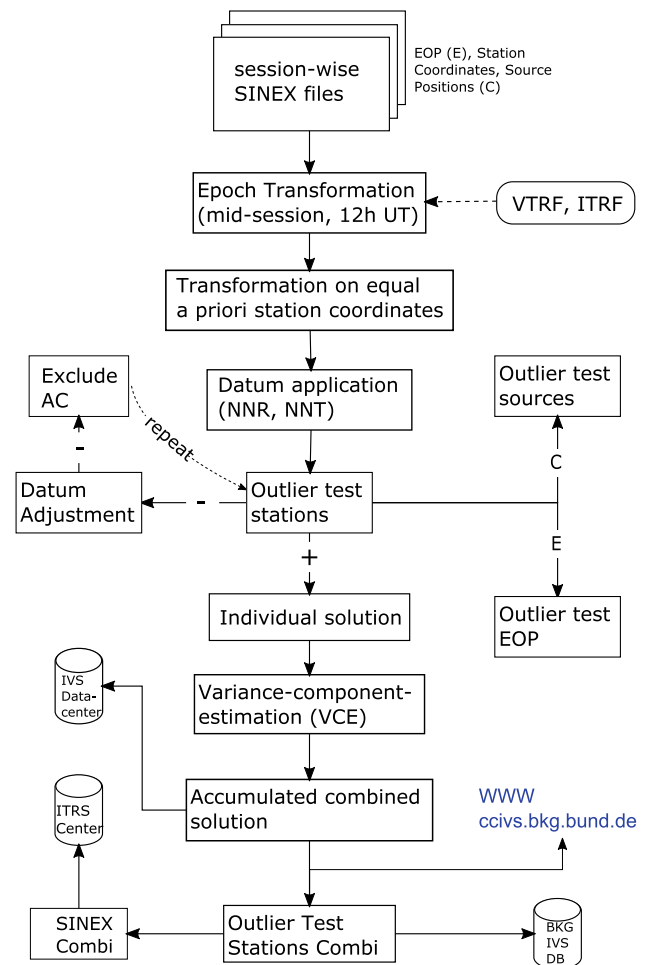 session-wise
SINEX files
EOP (E), Station
Coordinates, Source
Positions (C)
Epoch Transformation
(mid-session, 12h UT)
VTRF, ITRF
Transformation on equal
a priori station coordinates
Exclude
AC
Datum application
(NNR, NNT)
Outlier test
sources
repeat
-
C
Datum
Adjustment
-
Outlier test
stations
E
+
Individual solution
Outlier test
EOP
IVS
Data-
center
Variance-component-
estimation (VCE)
ITRS
Center
Accumulated combined
solution
WWW
ccivs.bkg.bund.de
SINEX
Combi
Outlier Test
Stations Combi
BKG
IVS
DB